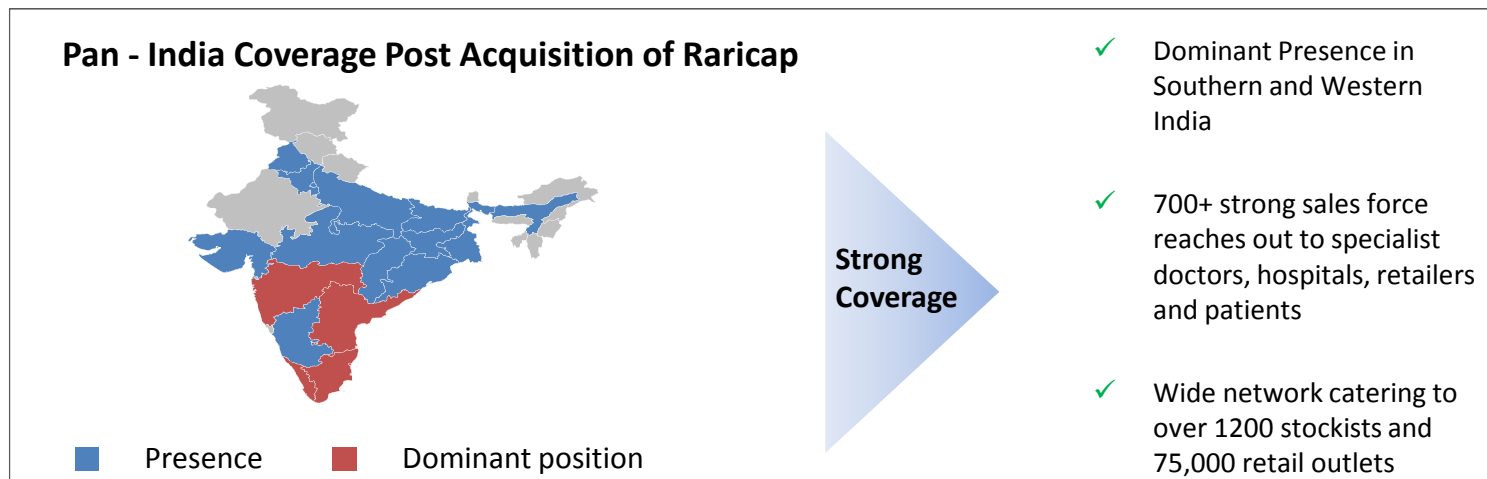 Pan - India Coverage Post Acquisition of Raricap
Presence
Dominant position
Strong
Coverage
✓ Dominant Presence in
Southern and Western
India
✓ 700+ strong sales force
reaches out to specialist
doctors, hospitals, retailers
and patients
✓ Wide network catering to
over 1200 stockists and
75,000 retail outlets